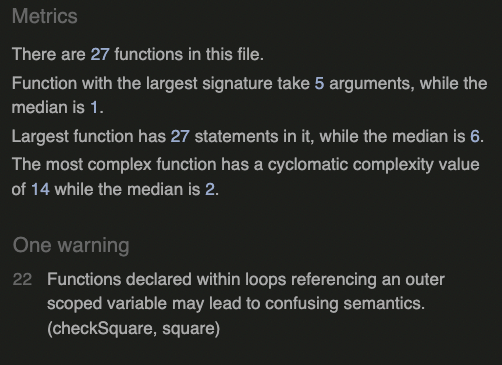 Metrics
There are 27 functions in this file.
Function with the largest signature take 5 arguments, while the
median is 1.
Largest function has 27 statements in it, while the median is 6.
The most complex function has a cyclomatic complexity value
of 14 while the median is 2.
One warning
22 Functions declared within loops referencing an outer
scoped variable may lead to confusing semantics.
(checkSquare, square)